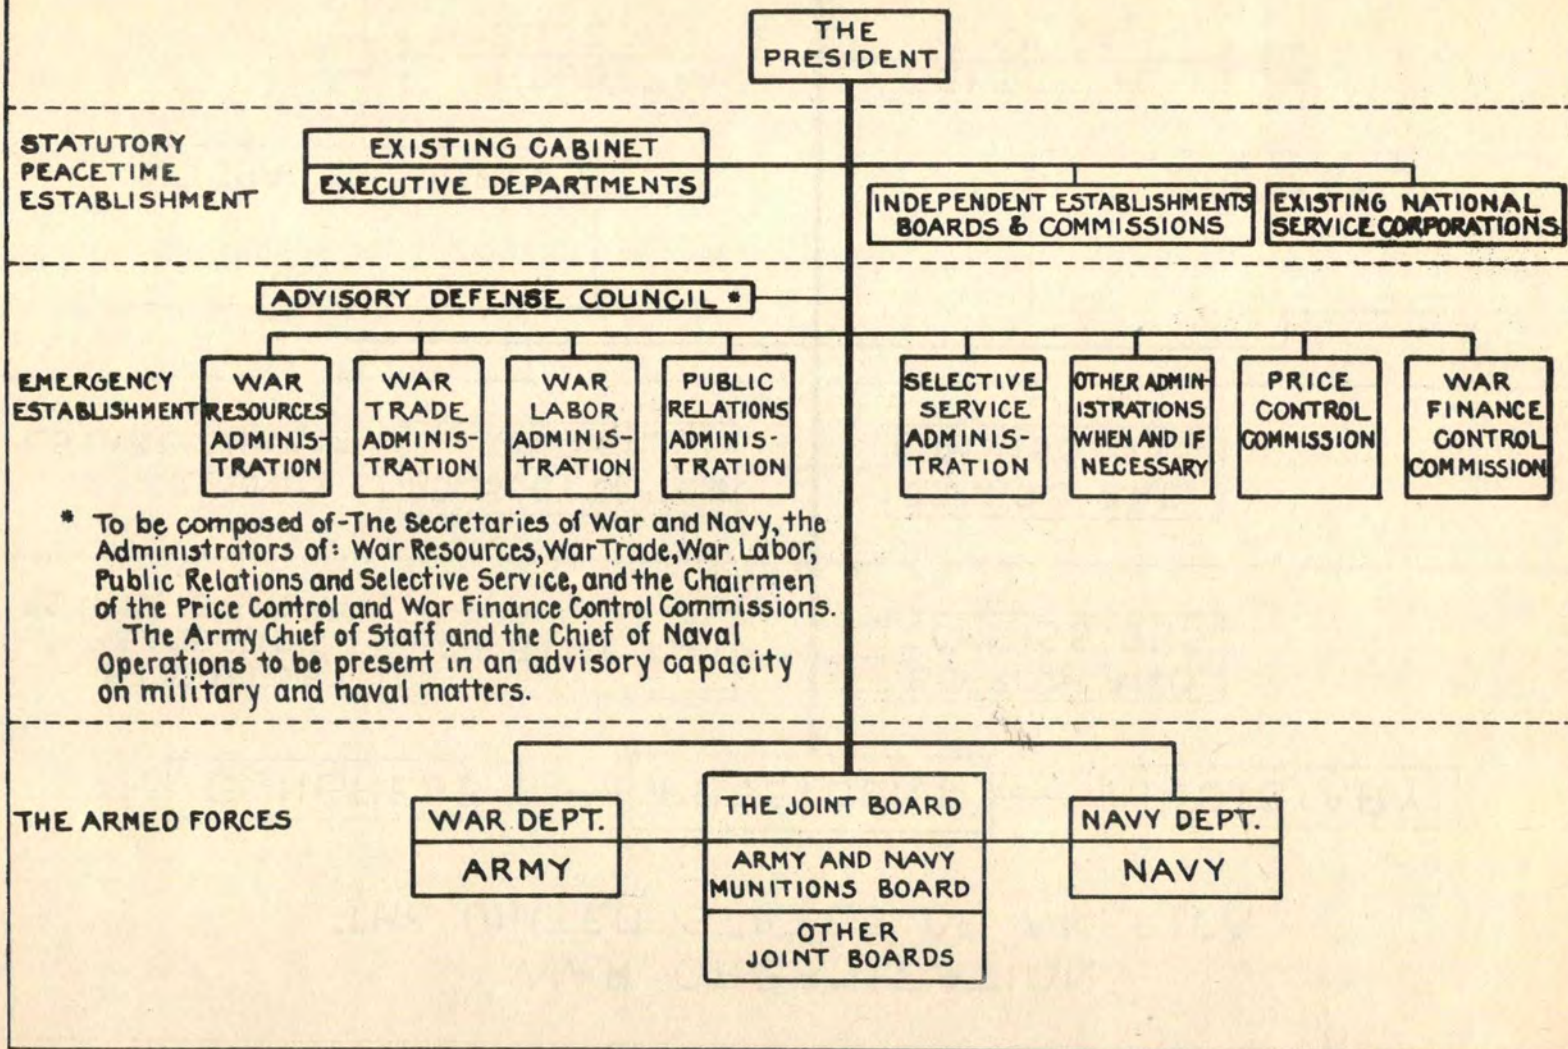 THE
PRESIDENT
STATUTORY
PEACETIME
ESTABLISHMENT
EXISTING CABINET
EXECUTIVE DEPARTMENTS
INDEPENDENT ESTABLISHMENTS
BOARDS & COMMISSIONS
EXISTING NATIONAL
SERVICE CORPORATIONS
ADVISORY DEFENSE COUNCIL *
EMERGENCY
ESTABLISHMENT
WAR
RESOURCES
ADMINIS-
TRATION
WAR
TRADE
ADMINIS-
TRATION
WAR
LABOR
ADMINIS-
TRATION
PUBLIC
RELATIONS
ADMINIS-
TRATION
SELECTIVE
SERVICE
ADMINIS-
TRATION
OTHER ADMIN-
ISTRATIONS
WHEN AND IF
NECESSARY
PRICE
CONTROL
COMMISSION
WAR
FINANCE
CONTROL
COMMISSION
* To be composed of-The Secretaries of War and Navy, the
Administrators of: War Resources, War Trade, War Labor,
Public Relations and Selective Service, and the Chairmen
of the Price Control and War Finance Control Commissions.
The Army Chief of Staff and the Chief of Naval
Operations to be present in an advisory capacity
on military and naval matters.
THE ARMED FORCES
WAR DEPT.
ARMY
THE JOINT BOARD
ARMY AND NAVY
MUNITIONS BOARD
OTHER
JOINT BOARDS
NAVY DEPT.
NAVY